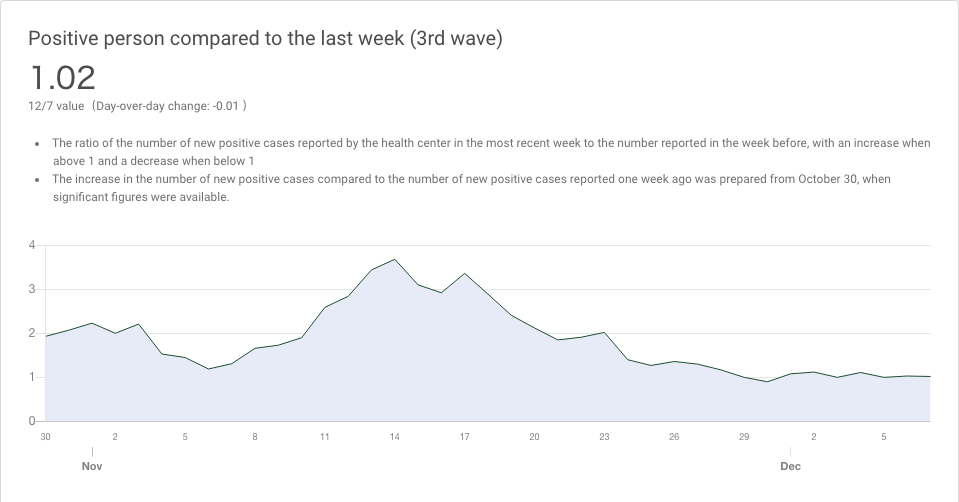 Positive person compared to the last week (3rd wave)
1.02
12/7 value（Day-over-day change: -0.01 ）
• The ratio of the number of new positive cases reported by the health center in the most recent week to the number reported in the week before, with an increase when
above 1 and a decrease when below 1
• The increase in the number of new positive cases compared to the number of new positive cases reported one week ago was prepared from October 30, when
significant figures were available.
4
3
2
1
0
30 2 5 8 11 14 17 20 23 26 29 2 5
Nov Dec